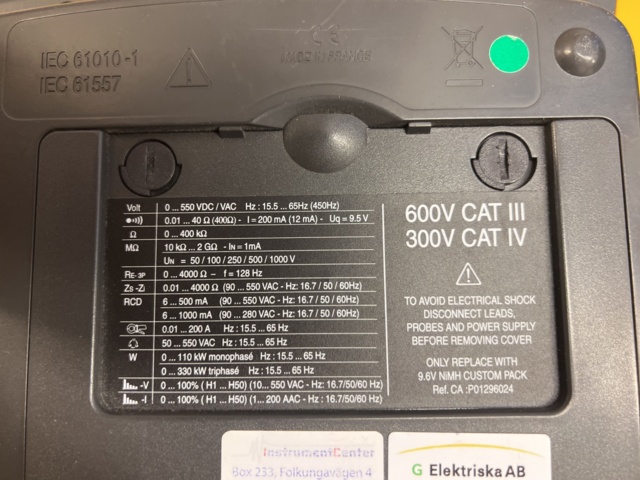 IEC 61010-1
IEC 61557
MADE IN FRANCE
Volt 0 ... 550 VDC / VAC Hz : 15.5 ... 65Hz (450Hz)
0.01 ... 40 Ω (400Ω) - I = 200 mA (12 mA) - Uq = 9.5 V
Ω 0 ... 400 kΩ
MΩ 10 kΩ ... 2 GΩ - IN = 1mA
UN = 50 / 100 / 250 / 500 / 1000 V
RE-3P 0 ... 4000 Ω – f = 128 Hz
Zs -Zi 0.01 ... 4000 Ω (90 ... 550 VAC - Hz: 16.7 / 50 / 60Hz)
RCD 6 ... 500 mA (90 ... 550 VAC - Hz: 16.7 / 50 / 60Hz)
6 ... 1000 mA (90 ... 280 VAC - Hz: 16.7 / 50 / 60Hz)
0.01 ... 200 A Hz : 15.5 ... 65 Hz
50 ... 550 VAC Hz : 15.5 ... 65 Hz
W 0 ... 110 kW monophasé Hz : 15.5 ... 65 Hz
0 ... 330 kW triphasé Hz : 15.5 ... 65 Hz
-V 0 ... 100% ( H1 ... H50) (10... 550 VAC - Hz: 16.7/50/60 Hz)
-I 0 ... 100% ( H1 ... H50) (1... 200 AAC - Hz: 16.7/50/60 Hz)
600V CAT III
300V CAT IV
TO AVOID ELECTRICAL SHOCK
DISCONNECT LEADS,
PROBES AND POWER SUPPLY
BEFORE REMOVING COVER
ONLY REPLACE WITH
9.6V NIMH CUSTOM PACK
Ref. CA :P01296024
InstrumentCenter
Box 233, Folkungavägen 4
G Elektriska AB